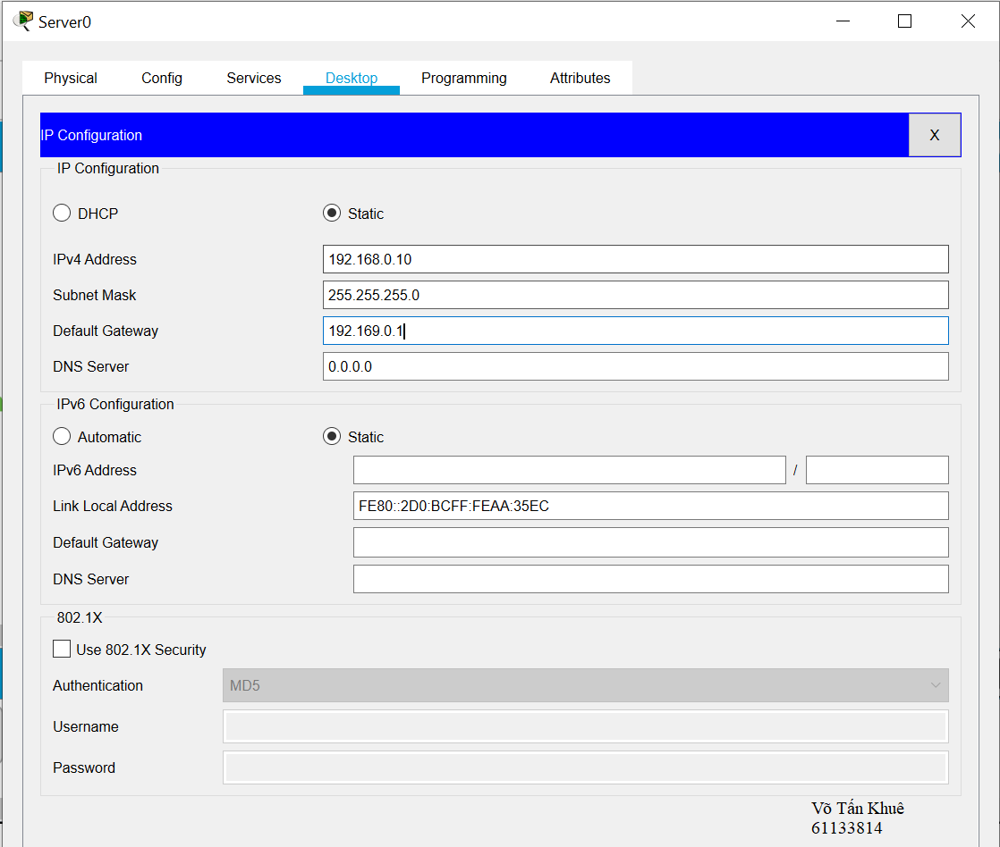 Server0
Physical Config Services Desktop Programming Attributes
IP Configuration X
IP Configuration
DHCP Static
IPv4 Address 192.168.0.10
Subnet Mask 255.255.255.0
Default Gateway 192.169.0.1
DNS Server 0.0.0.0
IPv6 Configuration
Automatic Static
IPv6 Address /
Link Local Address FE80::2D0:BCFF:FEAA:35EC
Default Gateway
DNS Server
802.1X
Use 802.1X Security
Authentication MD5
Username
Password
Võ Tấn Khuê
61133814